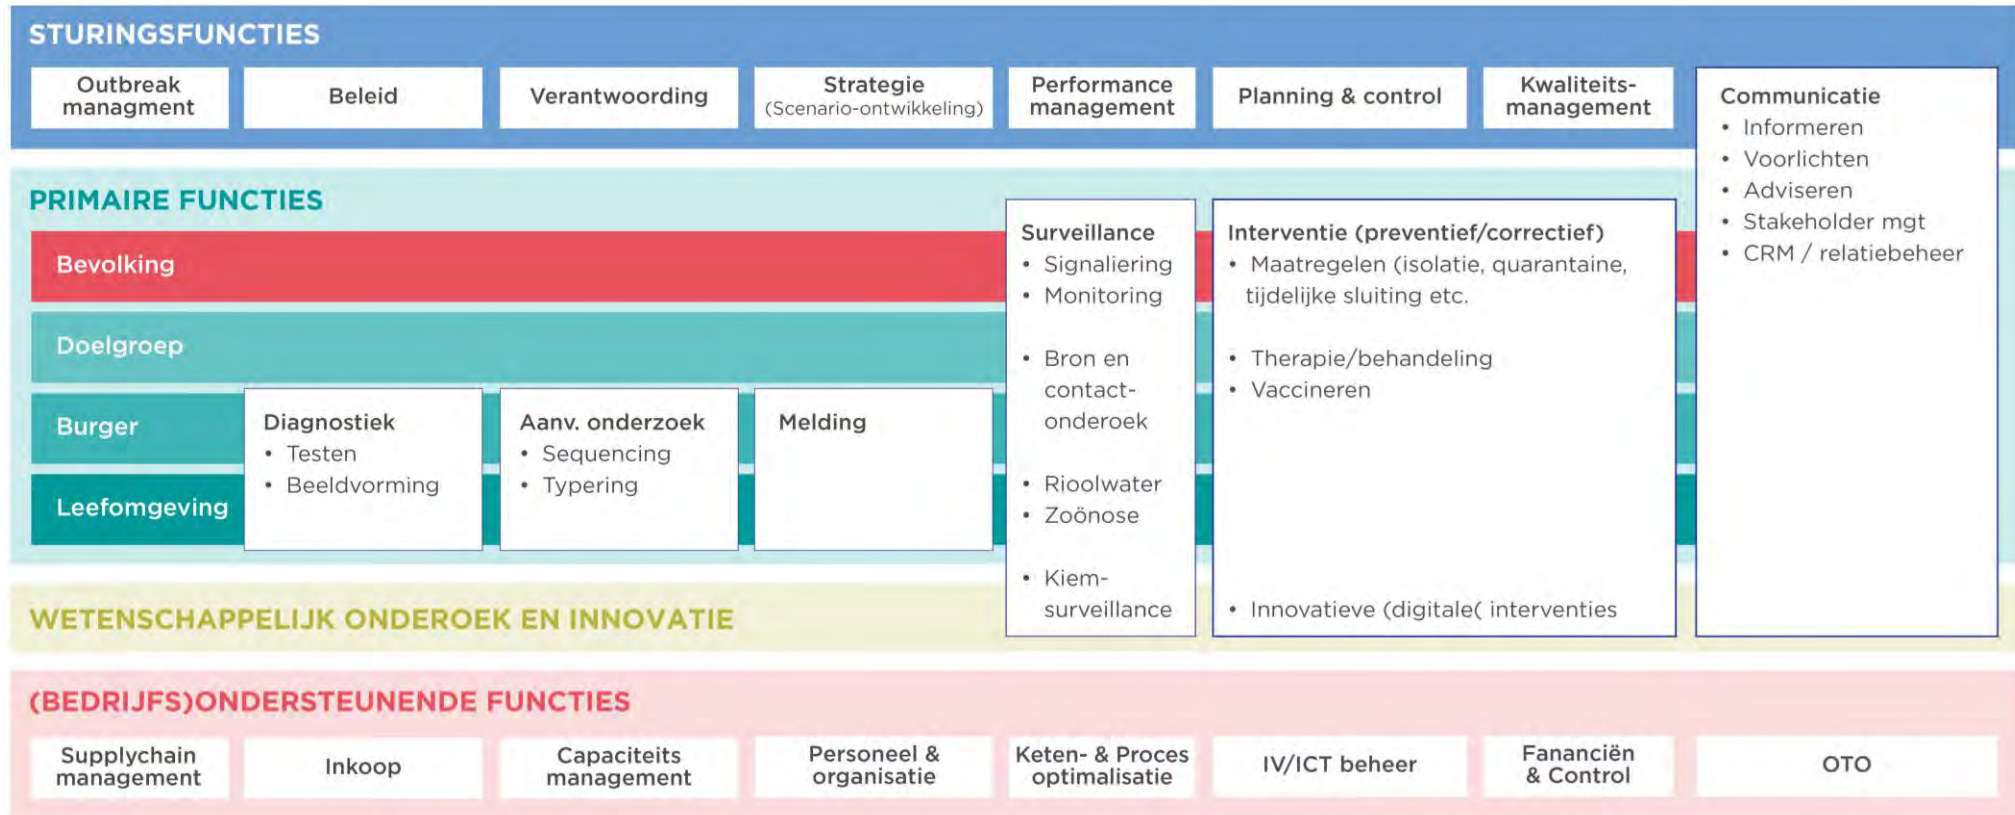 STURINGSFUNCTIES
Outbreak
managment
Beleid
Verantwoording
Strategie
(Scenario-ontwikkeling)
Performance
management
Planning & control
Kwaliteits-
management
Communicatie
• Informeren
• Voorlichten
• Adviseren
• Stakeholder mgt
• CRM / relatiebeheer
PRIMAIRE FUNCTIES
Bevolking
Doelgroep
Burger
Leefomgeving
Diagnostiek
• Testen
• Beeldvorming
Aanv. onderzoek
• Sequencing
• Typering
Melding
Surveillance
• Signaliering
• Monitoring
• Bron en
contact-
onderoek
• Rioolwater
• Zoönose
• Kiem-
surveillance
Interventie (preventief/correctief)
• Maatregelen (isolatie, quarantaine,
tijdelijke sluiting etc.
• Therapie/behandeling
• Vaccineren
• Innovatieve (digitale( interventies
WETENSCHAPPELIJK ONDEROEK EN INNOVATIE
(BEDRIJFS)ONDERSTEUNENDE FUNCTIES
Supplychain
management
Inkoop
Capaciteits
management
Personeel &
organisatie
Keten- & Proces
optimalisatie
IV/ICT beheer
Fananciën
& Control
OTO